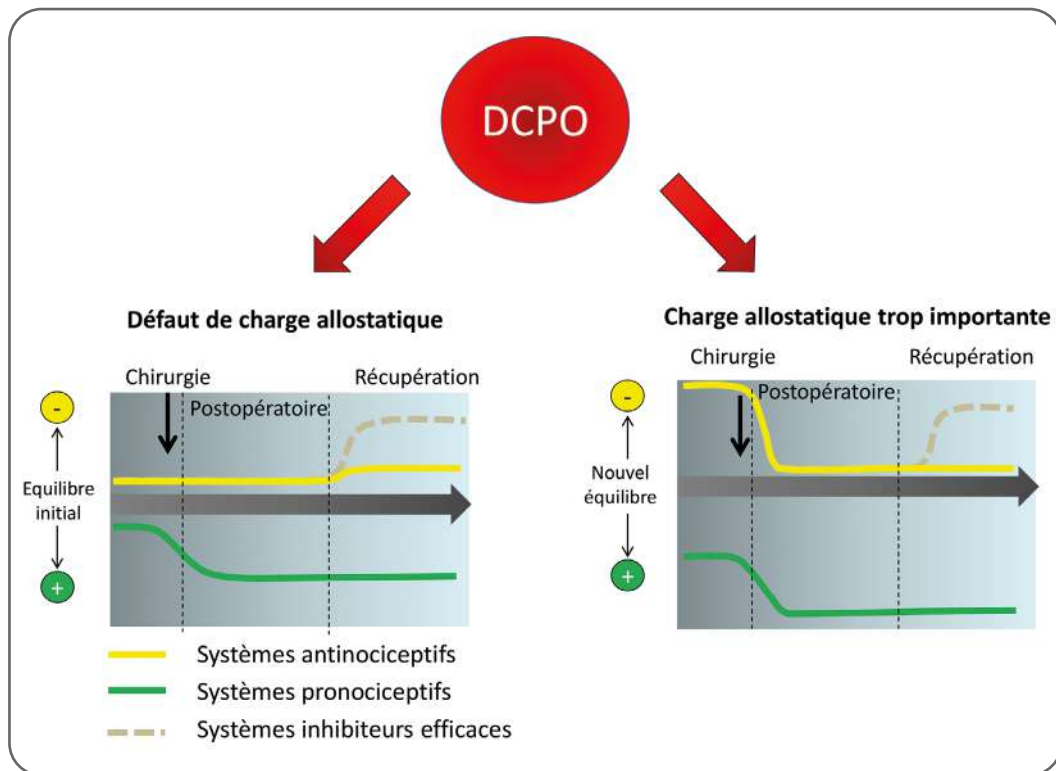 DCPO
Défaut de charge allostatique
Chirurgie
Récupération
Postopératoire
-
Equilibre
initial
+
Charge allostatique trop importante
Chirurgie
Récupération
Postopératoire
-
Nouvel
équilibre
+
Systèmes antinociceptifs
Systèmes pronociceptifs
Systèmes inhibiteurs efficaces